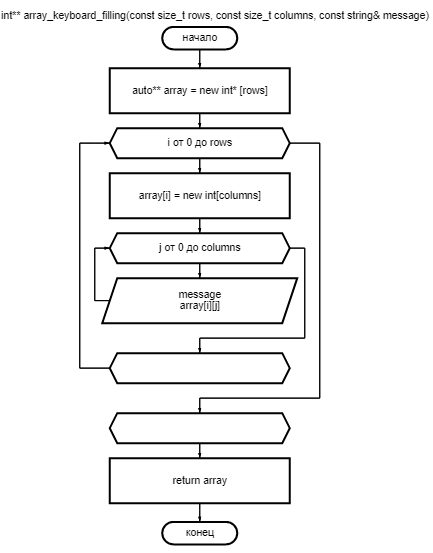 int** array_keyboard_filling(const size_t rows, const size_t columns, const string& message)
начало
auto** array = new int* [rows]
i от 0 до rows
array[i] = new int[columns]
j от 0 до columns
message
array[i][j]
return array
конец